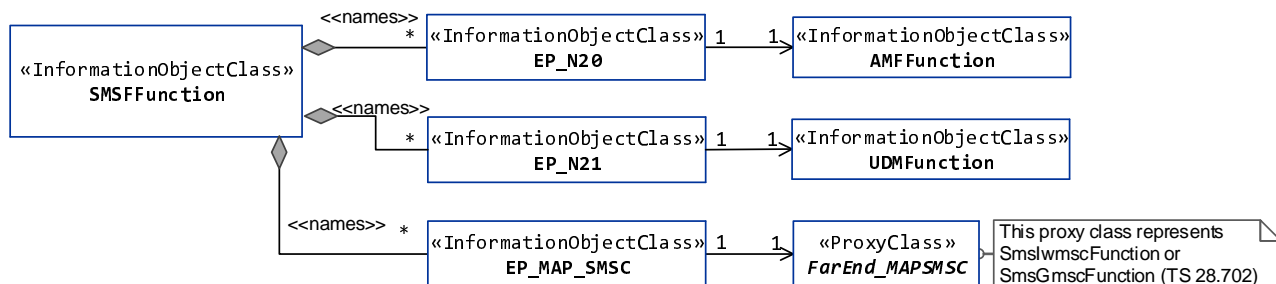 <<names>>
*
«InformationObjectClass»
EP_N20
1
1
«InformationObjectClass»
AMFFunction
«InformationObjectClass»
SMSFFunction
<<names>>
*
«InformationObjectClass»
EP_N21
1
1
«InformationObjectClass»
UDMFunction
<<names>>
*
«InformationObjectClass»
EP_MAP_SMSC
1
1
«ProxyClass»
FarEnd_MAPSMSC
This proxy class represents
SmsIwmscFunction or
SmsGmscFunction (TS 28.702)